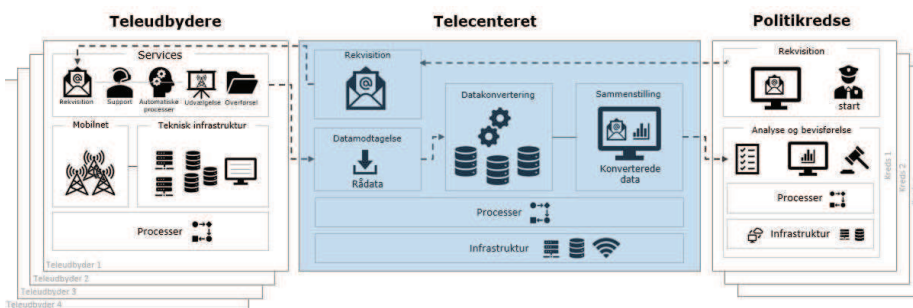 Teleudbydere
Services
Rekvisition
Support
Automatiske
processer
Udvælgelse
Overførsel
Mobilnet
Teknisk infrastruktur
Processer
Teleudbyder 1
Teleudbyder 2
Teleudbyder 3
Teleudbyder 4
Telecenteret
Rekvisition
Datamodtagelse
Rådata
Datakonvertering
Sammenstilling
Konverterede
data
Processer
Infrastruktur
Politikredse
Rekvisition
start
Analyse og bevisførelse
Processer
Infrastruktur
Kreds 1
Kreds 2